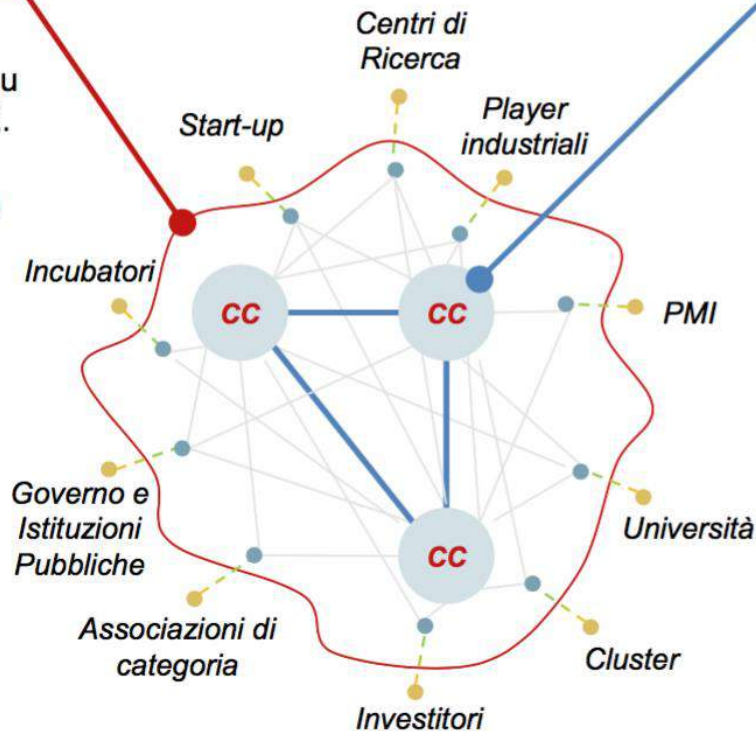 Centri di
Ricerca
u
.
Player
industriali
Start-up
Incubatori
CC
CC
PMI
Governo e
Istituzioni
Pubbliche
Università
CC
Associazioni di
categoria
Cluster
Investitori